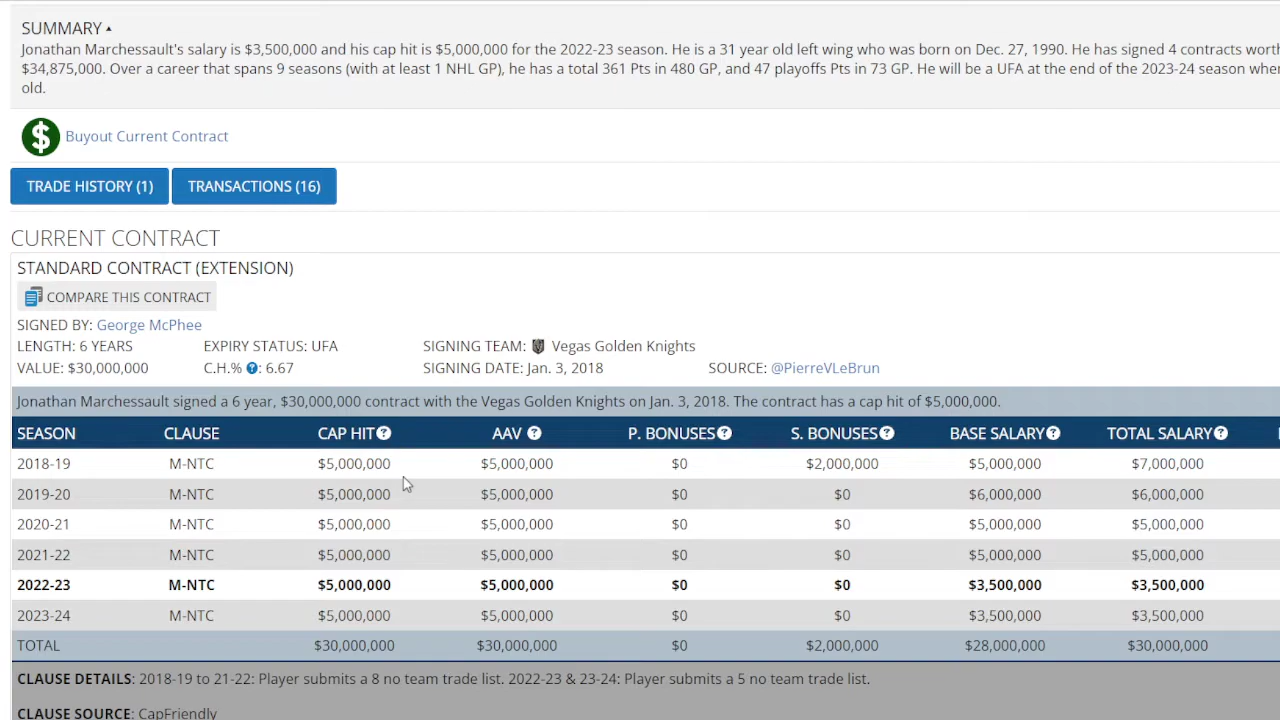 SUMMARY ▴
Jonathan Marchessault's salary is $3,500,000 and his cap hit is $5,000,000 for the 2022-23 season. He is a 31 year old left wing who was born on Dec. 27, 1990. He has signed 4 contracts worth
$34,875,000. Over a career that spans 9 seasons (with at least 1 NHL GP), he has a total 361 Pts in 480 GP, and 47 playoffs Pts in 73 GP. He will be a UFA at the end of the 2023-24 season when
old.
$ Buyout Current Contract
TRADE HISTORY (1) TRANSACTIONS (16)
CURRENT CONTRACT
STANDARD CONTRACT (EXTENSION)
COMPARE THIS CONTRACT
SIGNED BY: George McPhee
LENGTH: 6 YEARS EXPIRY STATUS: UFA SIGNING TEAM: Vegas Golden Knights
VALUE: $30,000,000 C.H.% ?: 6.67 SIGNING DATE: Jan. 3, 2018 SOURCE: @PierreVLeBrun
Jonathan Marchessault signed a 6 year, $30,000,000 contract with the Vegas Golden Knights on Jan. 3, 2018. The contract has a cap hit of $5,000,000.
SEASON CLAUSE CAP HIT? AAV ? P. BONUSES? S. BONUSES? BASE SALARY? TOTAL SALARY?
2018-19 M-NTC $5,000,000 $5,000,000 $0 $2,000,000 $5,000,000 $7,000,000
2019-20 M-NTC $5,000,000 $5,000,000 $0 $0 $6,000,000 $6,000,000
2020-21 M-NTC $5,000,000 $5,000,000 $0 $0 $5,000,000 $5,000,000
2021-22 M-NTC $5,000,000 $5,000,000 $0 $0 $5,000,000 $5,000,000
2022-23 M-NTC $5,000,000 $5,000,000 $0 $0 $3,500,000 $3,500,000
2023-24 M-NTC $5,000,000 $5,000,000 $0 $0 $3,500,000 $3,500,000
TOTAL $30,000,000 $30,000,000 $0 $2,000,000 $28,000,000 $30,000,000
CLAUSE DETAILS: 2018-19 to 21-22: Player submits a 8 no team trade list. 2022-23 & 23-24: Player submits a 5 no team trade list.
CLAUSE SOURCE: CapFriendly